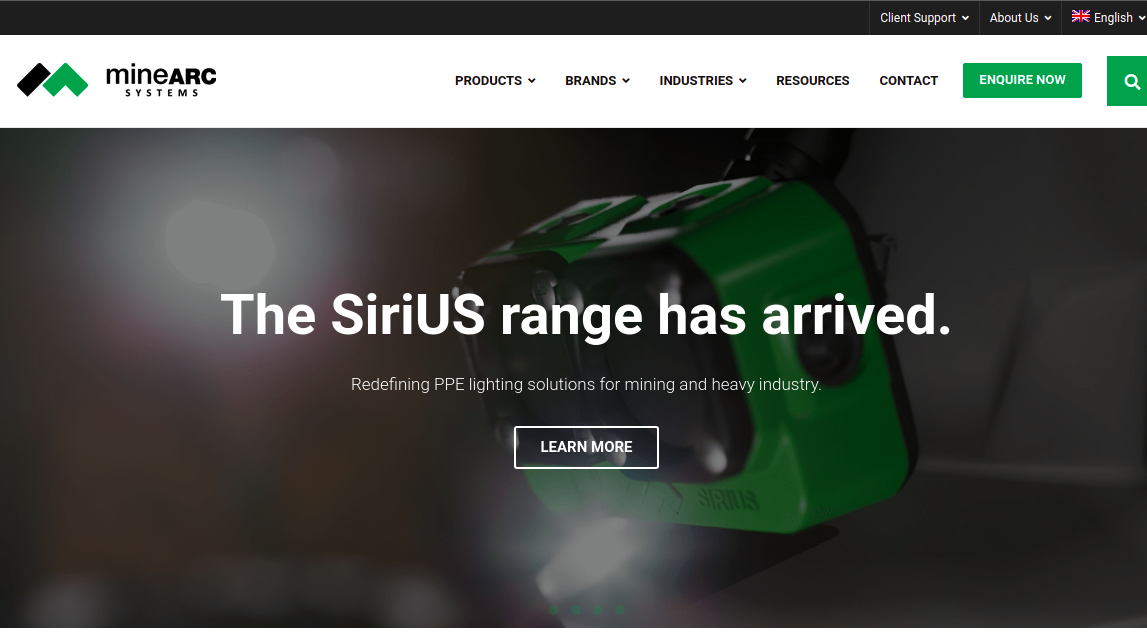 Client Support About Us English
mineARC
SYSTEMS
PRODUCTS BRANDS INDUSTRIES RESOURCES CONTACT ENQUIRE NOW
The SiriUS range has arrived.
Redefining PPE lighting solutions for mining and heavy industry.
LEARN MORE
SIRIUS